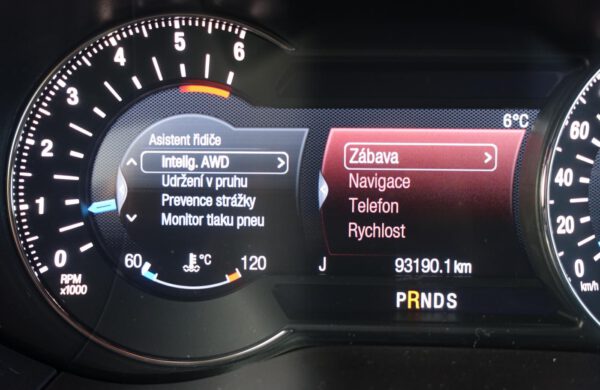 6
5
4
3
2
1
0
RPM
x1000
Asistent řidiče
Intelig. AWD
Udržení v pruhu
Prevence strážky
Monitor tlaku pneu
60 °C 120
6°C
Zábava
Navigace
Telefon
Rychlost
J 93190.1 km
PRNDS
60
40
20
0
km/h